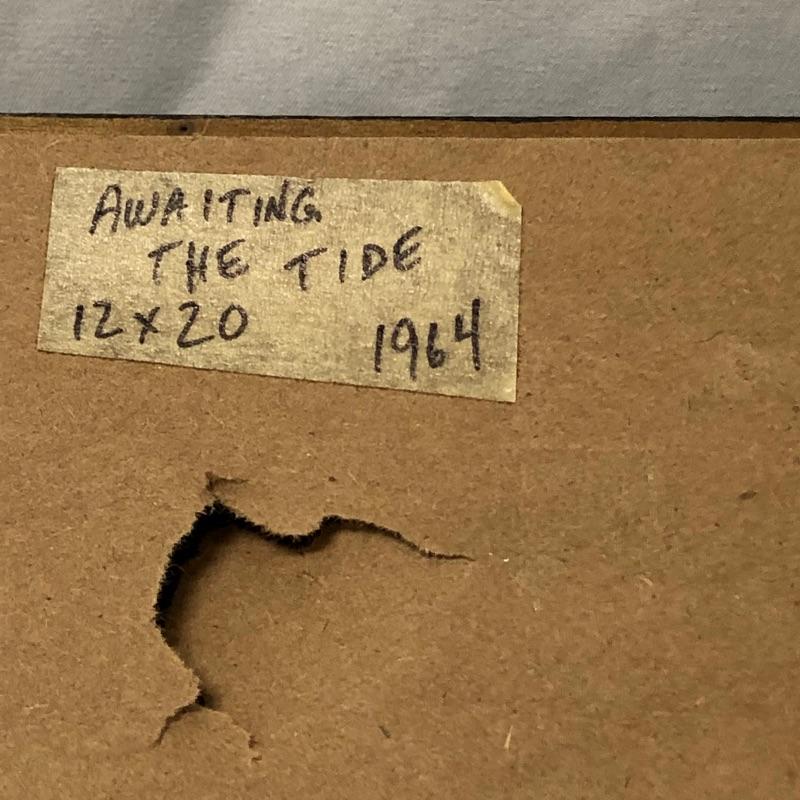 AWAITING
THE TIDE
12x20 1964